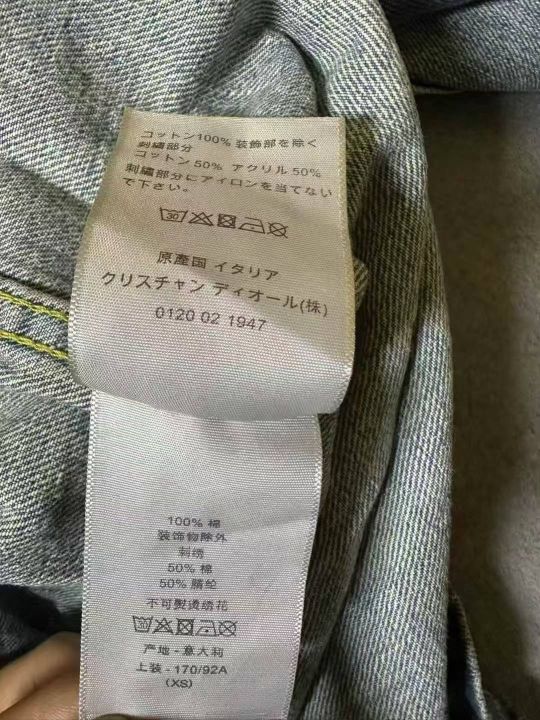 コットン100% 装飾部を除く
刺繍部分
コットン 50% アクリル 50%
刺繍部分にアイロンを当てない
で下さい。
30
原産国 イタリア
クリスチャン ディオール(株)
0120 02 1947
100% 棉
装饰物除外
刺绣
50% 棉
50% 腈纶
不可熨烫绣花
30
产地 - 意大利
上装 - 170/92A
(XS)